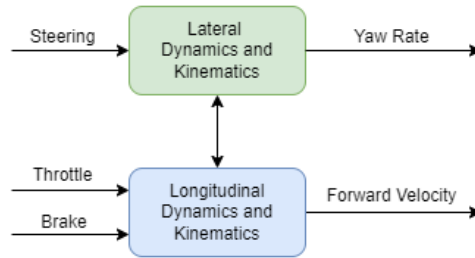 Steering
Lateral
Dynamics and
Kinematics
Yaw Rate
Throttle
Brake
Longitudinal
Dynamics and
Kinematics
Forward Velocity